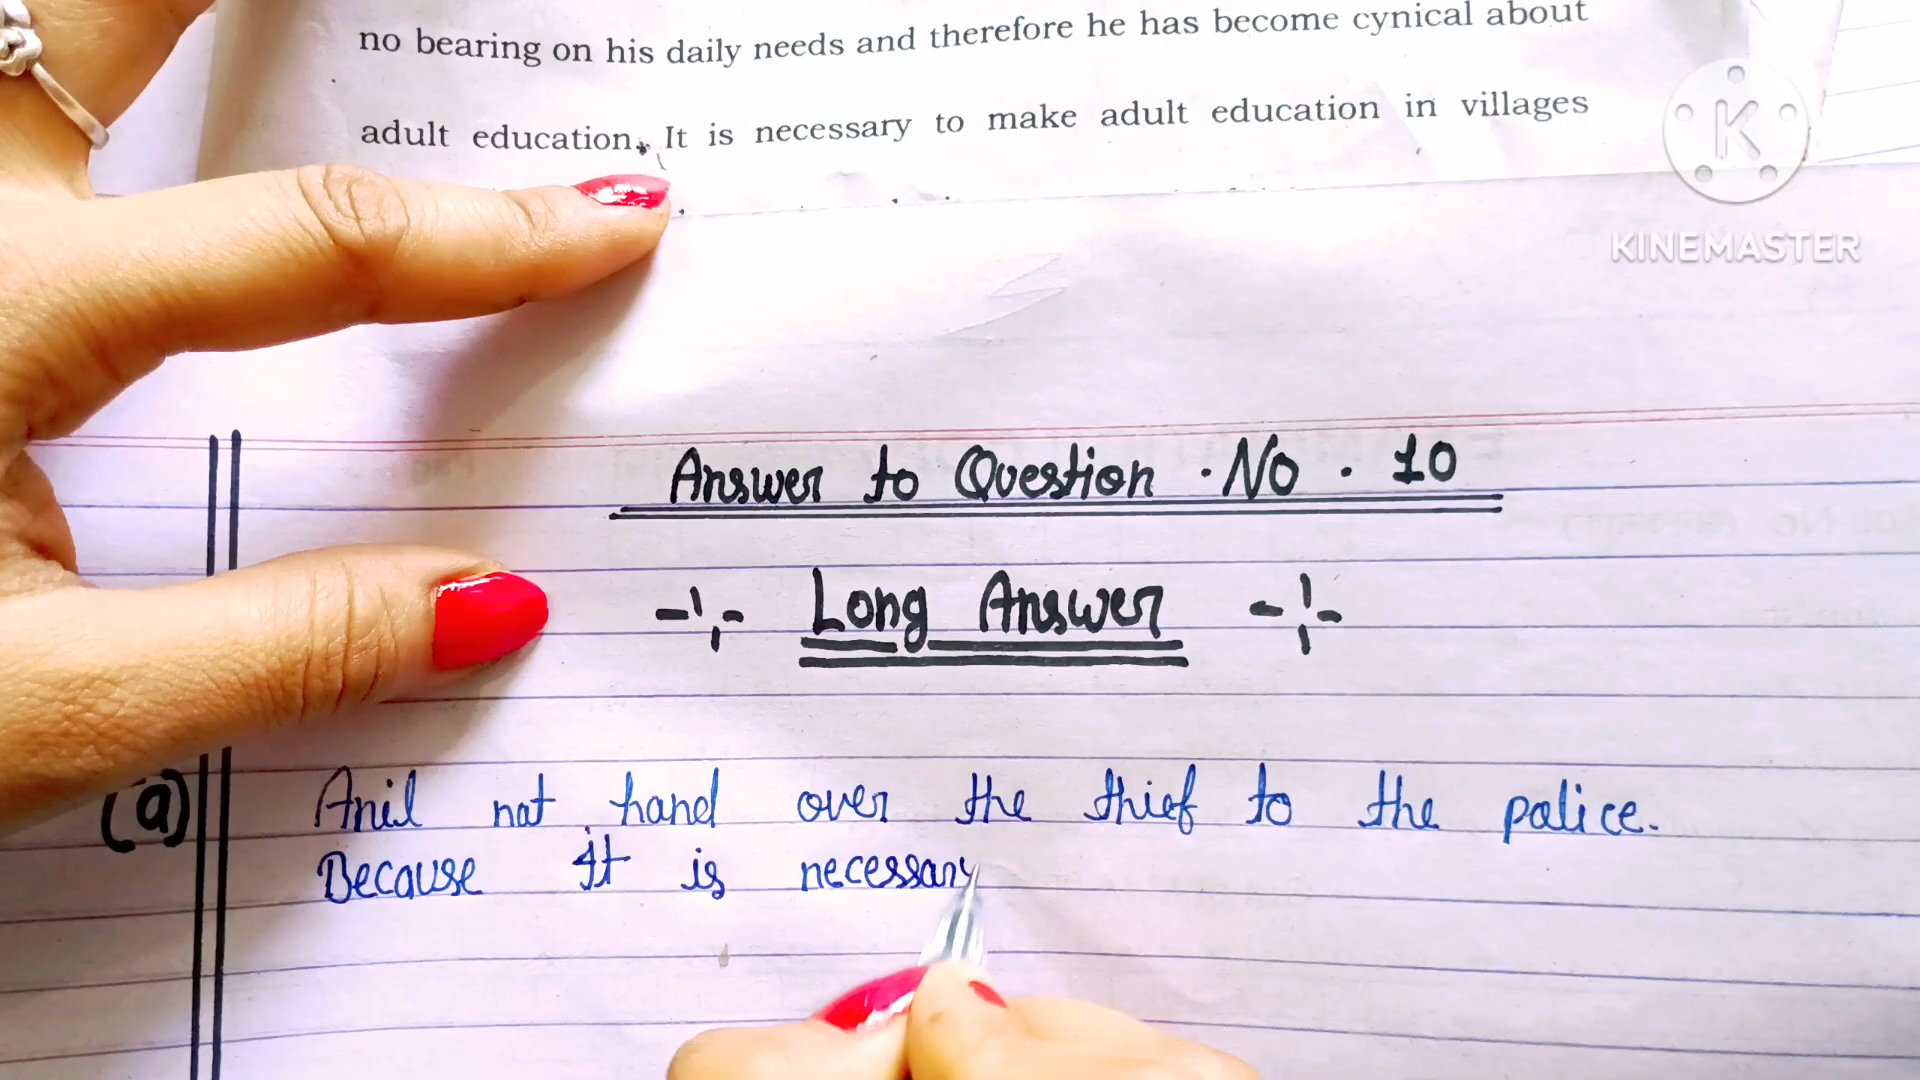 no bearing on his daily needs and therefore he has become cynical about
adult education. It is necessary to make adult education in villages
K
KINEMASTER
Answer to Question . No . 10
Long Answer
(a) Anil not hand over the thief to the police.
Because It is necessary